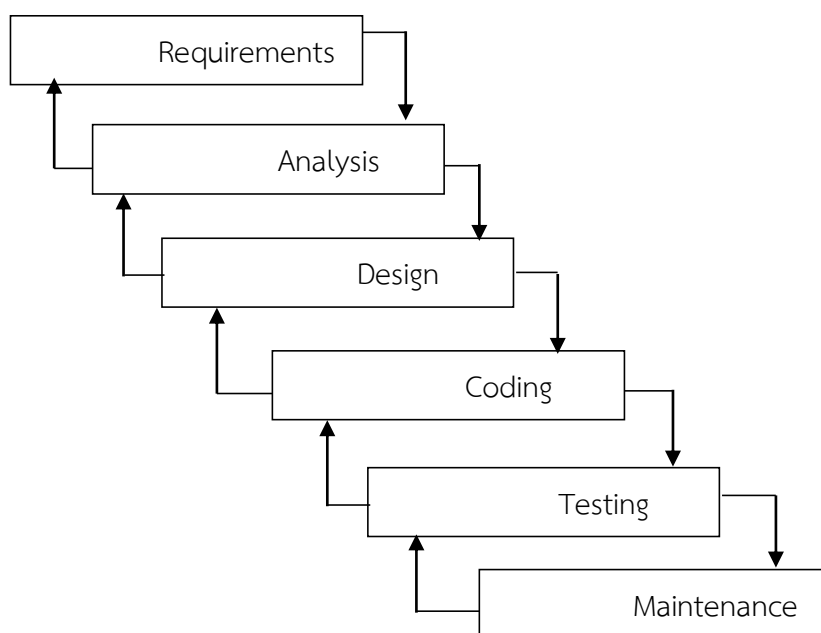 Requirements
Analysis
Design
Coding
Testing
Maintenance